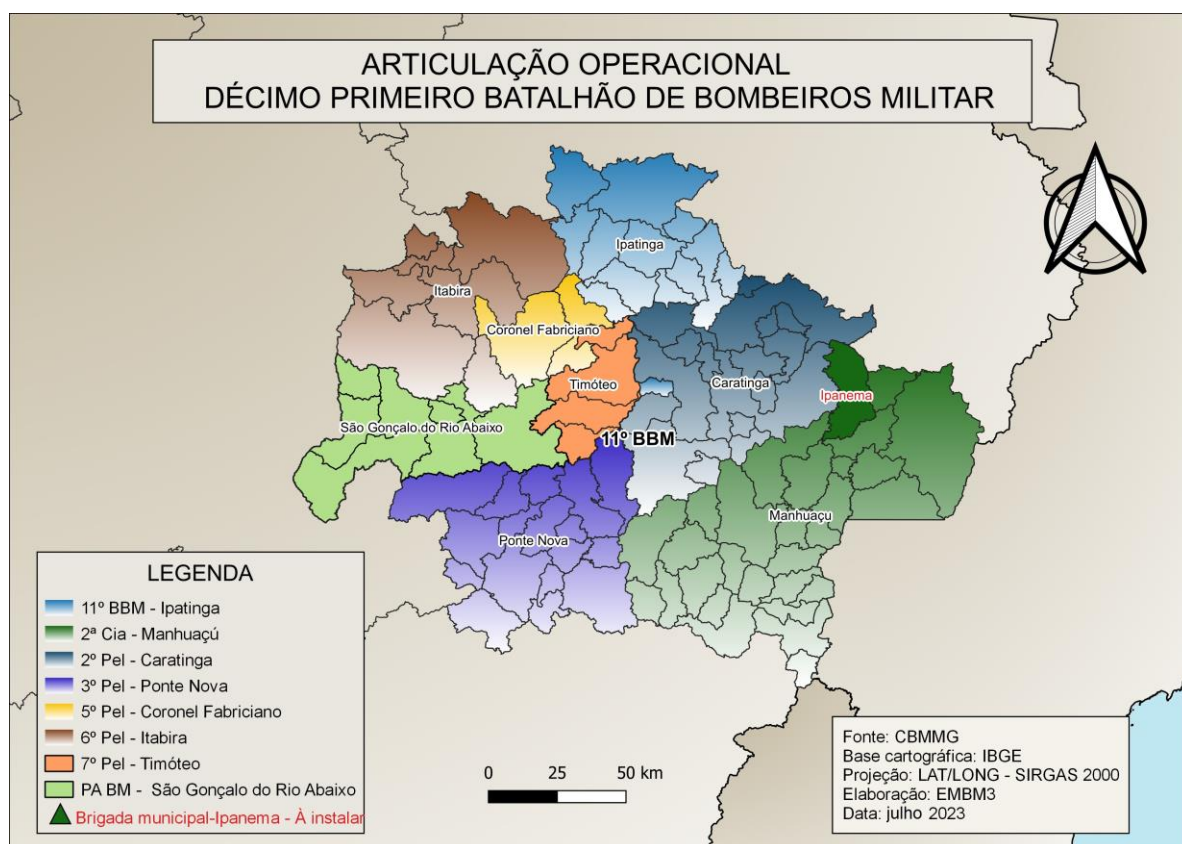 ARTICULAÇÃO OPERACIONAL
DÉCIMO PRIMEIRO BATALHÃO DE BOMBEIROS MILITAR
Ipatinga
Itabira
Coronel Fabriciano
Timóteo
Caratinga
Ipanema
São Gonçalo do Rio Abaixo
11º BBM
Manhuaçu
Ponte Nova
LEGENDA
11º BBM - Ipatinga
2ª Cia - Manhuaçú
2º Pel - Caratinga
3º Pel - Ponte Nova
5º Pel - Coronel Fabriciano
6º Pel - Itabira
7º Pel - Timóteo
PA BM - São Gonçalo do Rio Abaixo
Brigada municipal-Ipanema - À instalar
0 25 50 km
Fonte: CBMMG
Base cartográfica: IBGE
Projeção: LAT/LONG - SIRGAS 2000
Elaboração: EMBM3
Data: julho 2023